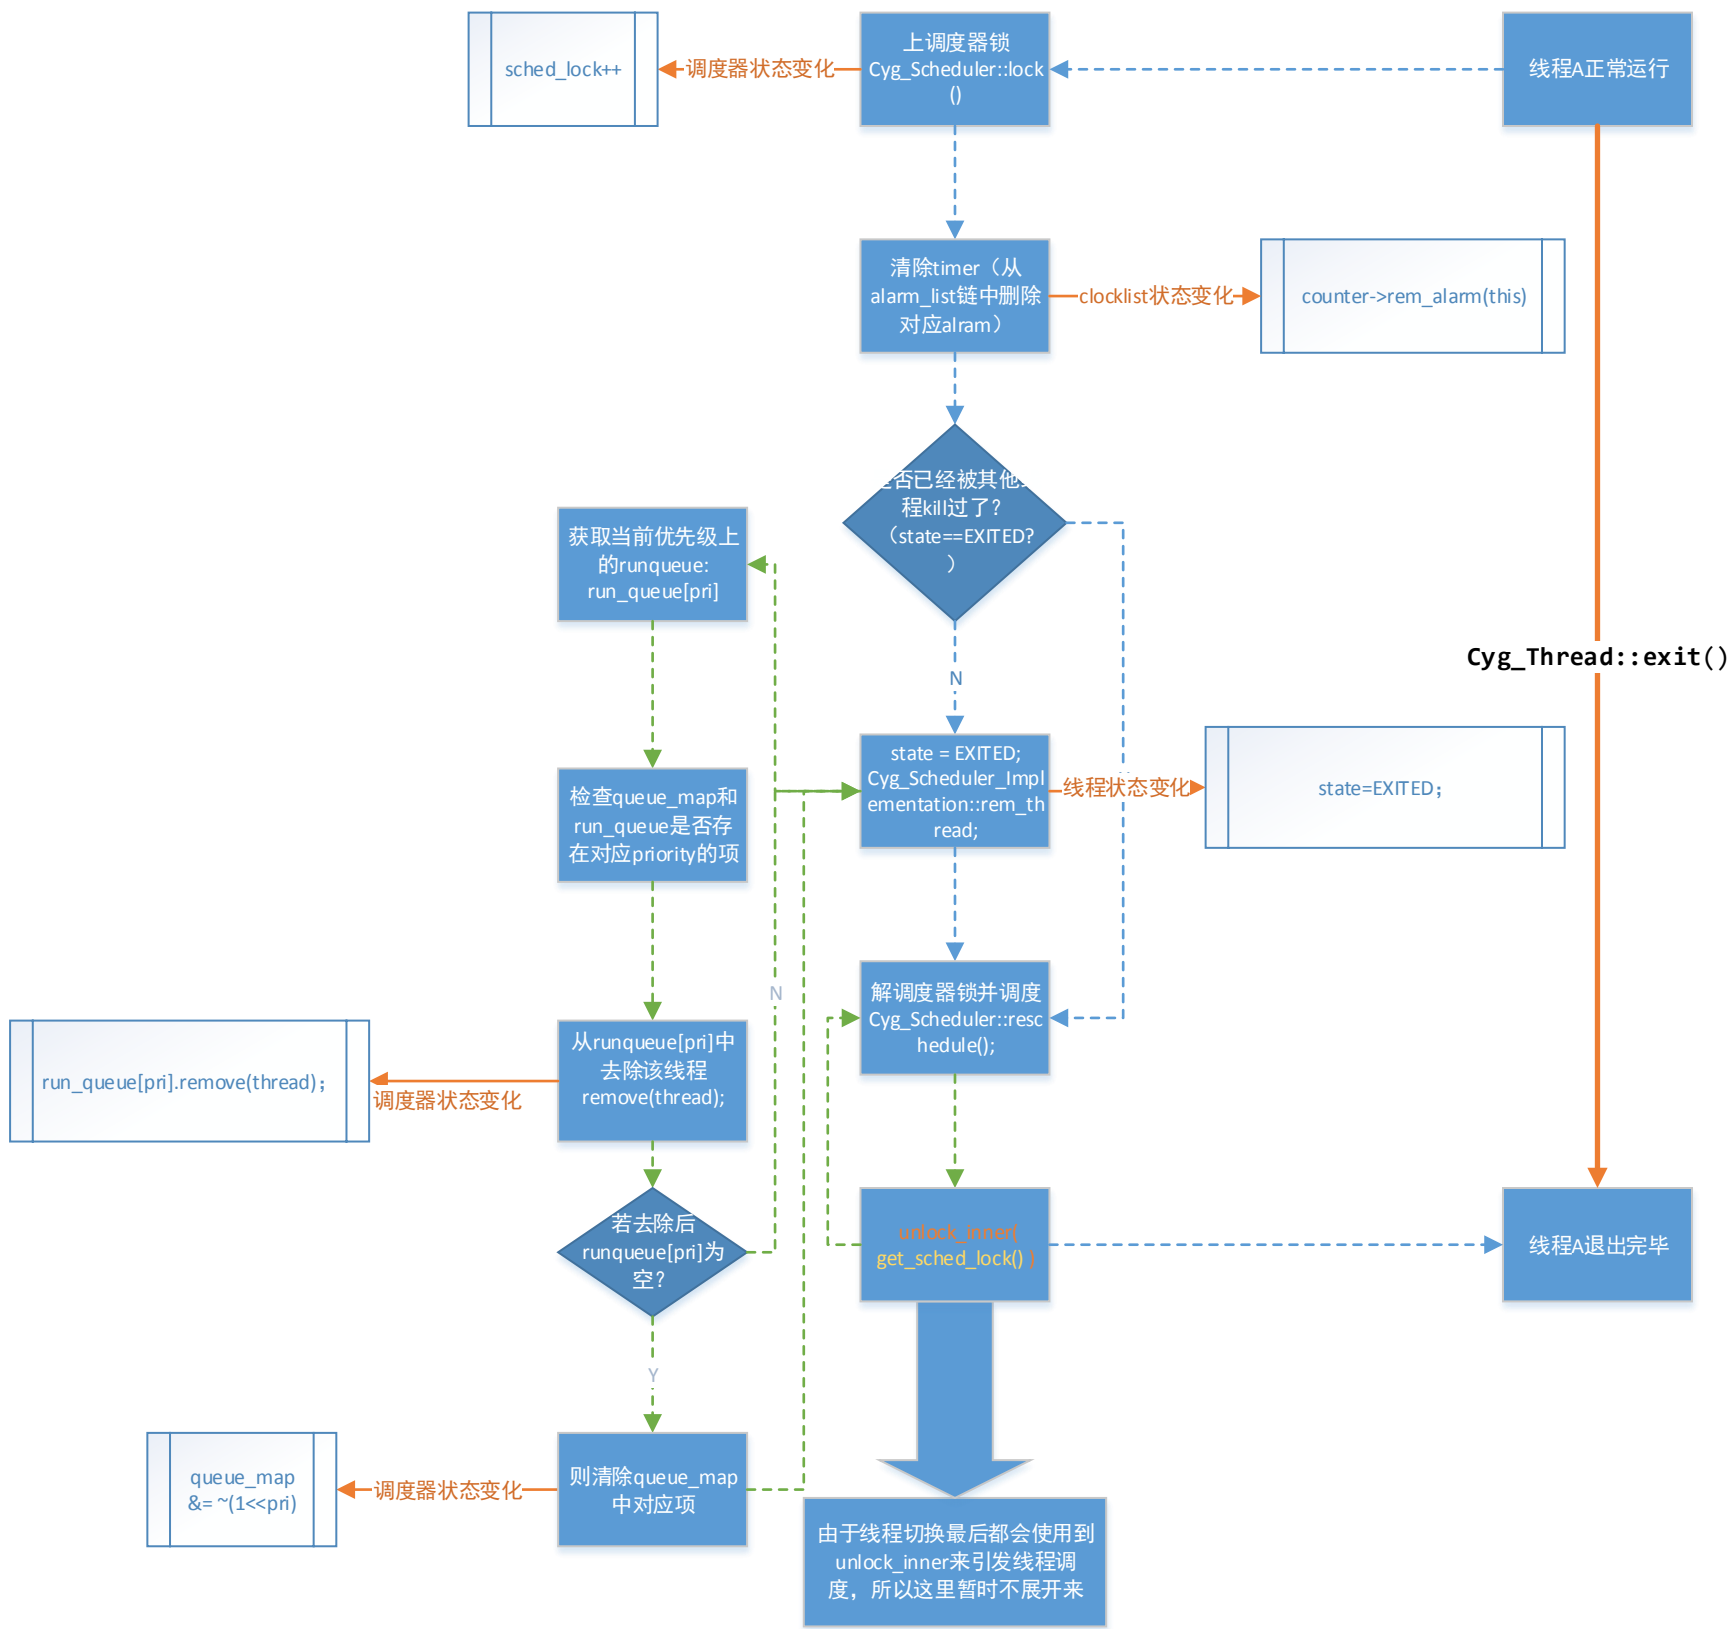 sched_lock++
调度器状态变化
上调度器锁
Cyg_Scheduler::lock
()
线程A正常运行
清除timer（从
alarm_list链中删除
对应alram）
clocklist状态变化
counter->rem_alarm(this)
否已经被其他
程kill过了？
（state==EXITED?
）
获取当前优先级上
的runqueue:
run_queue[pri]
N
Cyg_Thread::exit()
state = EXITED;
Cyg_Scheduler_Impl
ementation::rem_th
read;
线程状态变化
state=EXITED；
检查queue_map和
run_queue是否存
在对应priority的项
N
解调度器锁并调度
Cyg_Scheduler::resc
hedule();
从runqueue[pri]中
去除该线程
remove(thread);
run_queue[pri].remove(thread)；
调度器状态变化
若去除后
runqueue[pri]为
空？
unlock_inner(
get_sched_lock() )
线程A退出完毕
Y
queue_map
&= ~(1<<pri)
调度器状态变化
则清除queue_map
中对应项
由于线程切换最后都会使用到
unlock_inner来引发线程调
度，所以这里暂时不展开来